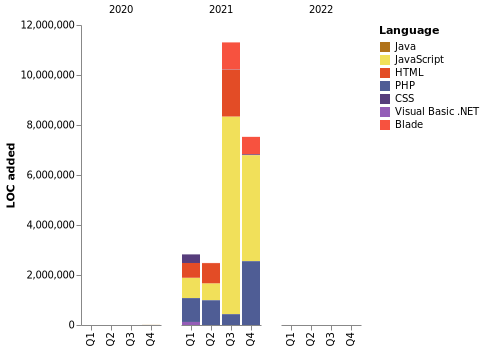 2020 2021 2022
12,000,000
10,000,000
8,000,000
6,000,000
4,000,000
2,000,000
0
LOC added
Q1 Q2 Q3 Q4 Q1 Q2 Q3 Q4 Q1 Q2 Q3 Q4
Language
Java
JavaScript
HTML
PHP
CSS
Visual Basic .NET
Blade